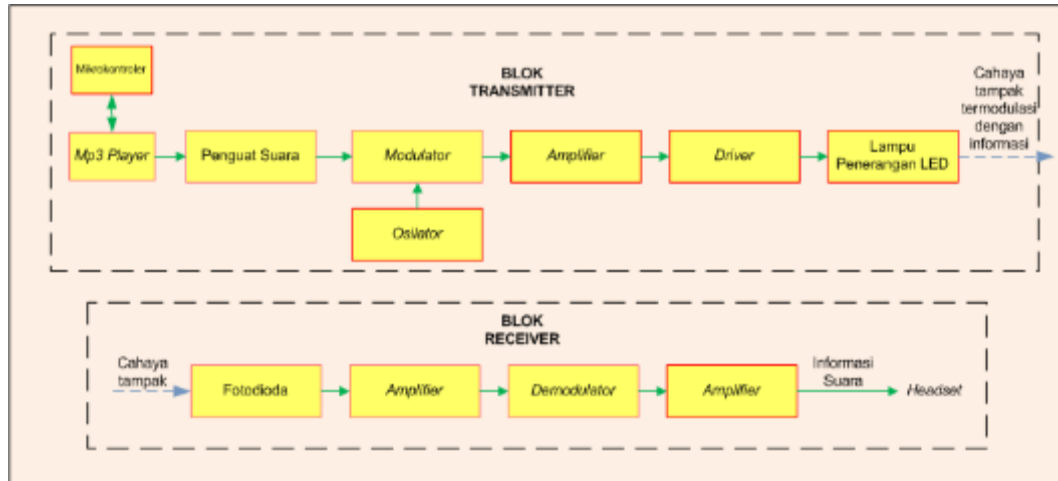 BLOK
TRANSMITTER
Mikrokontroler
Cahaya
tampak
termodulasi
dengan
informasi
Mp3 Player
Penguat Suara
Modulator
Amplifier
Driver
Lampu
Penerangan LED
Osilator
BLOK
RECEIVER
Cahaya
tampak
Fotodioda
Amplifier
Demodulator
Amplifier
Informasi
Suara
Headset